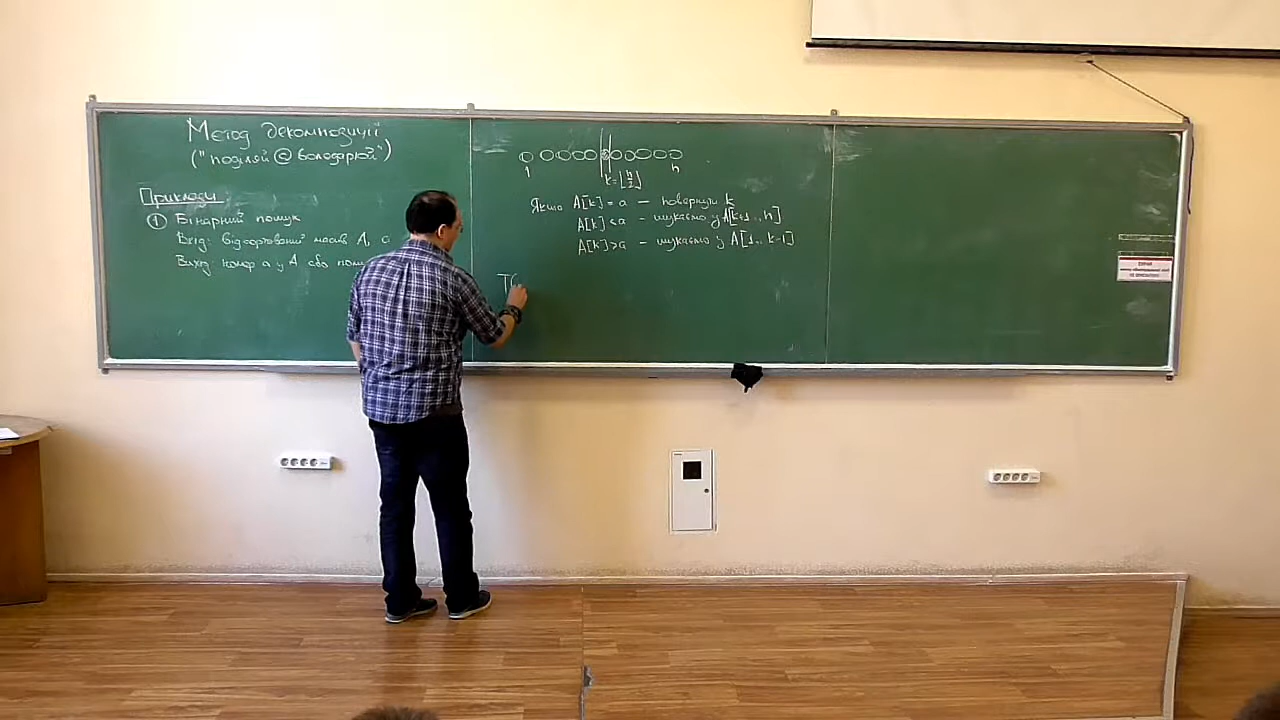 Метод декомпозиції
("поділяй & володарюй")
Приклади
① Бінарний пошук
Вхід: відсортований масив A, a
Вихід: номер a у A або
1 n
k=⌊n/2⌋
Якщо A[k]=a – повернути k
A[k]<a – шукаємо у A[k+1..n]
A[k]>a – шукаємо у A[1..k-1]
T(